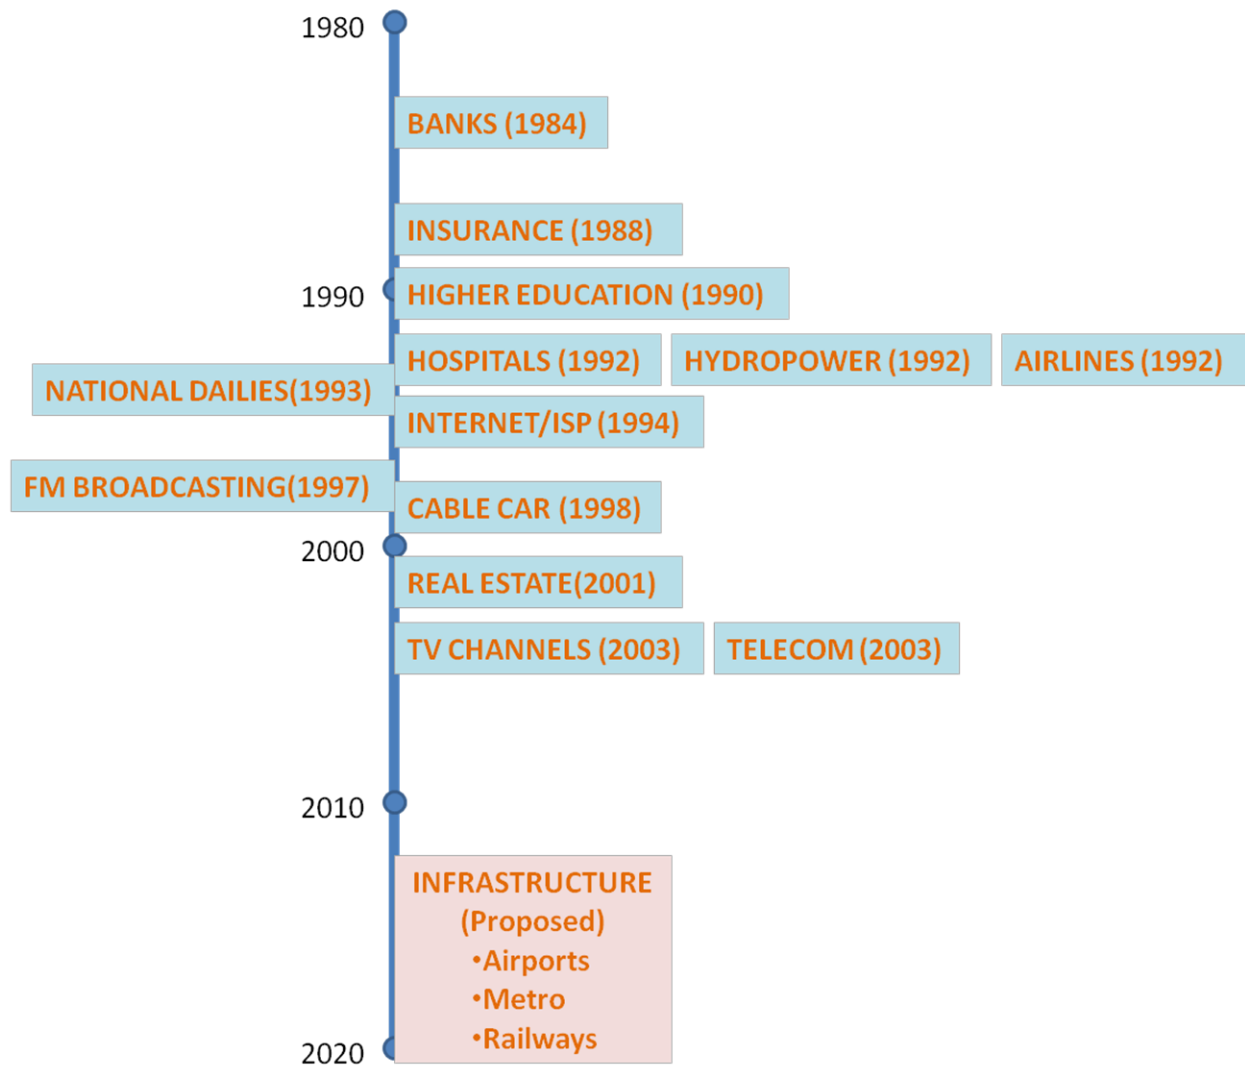 1980
BANKS (1984)
INSURANCE (1988)
1990
HIGHER EDUCATION (1990)
HOSPITALS (1992)
HYDROPOWER (1992)
AIRLINES (1992)
NATIONAL DAILIES(1993)
INTERNET/ISP (1994)
FM BROADCASTING(1997)
CABLE CAR (1998)
2000
REAL ESTATE(2001)
TV CHANNELS (2003)
TELECOM (2003)
2010
INFRASTRUCTURE
(Proposed)
•Airports
•Metro
•Railways
2020